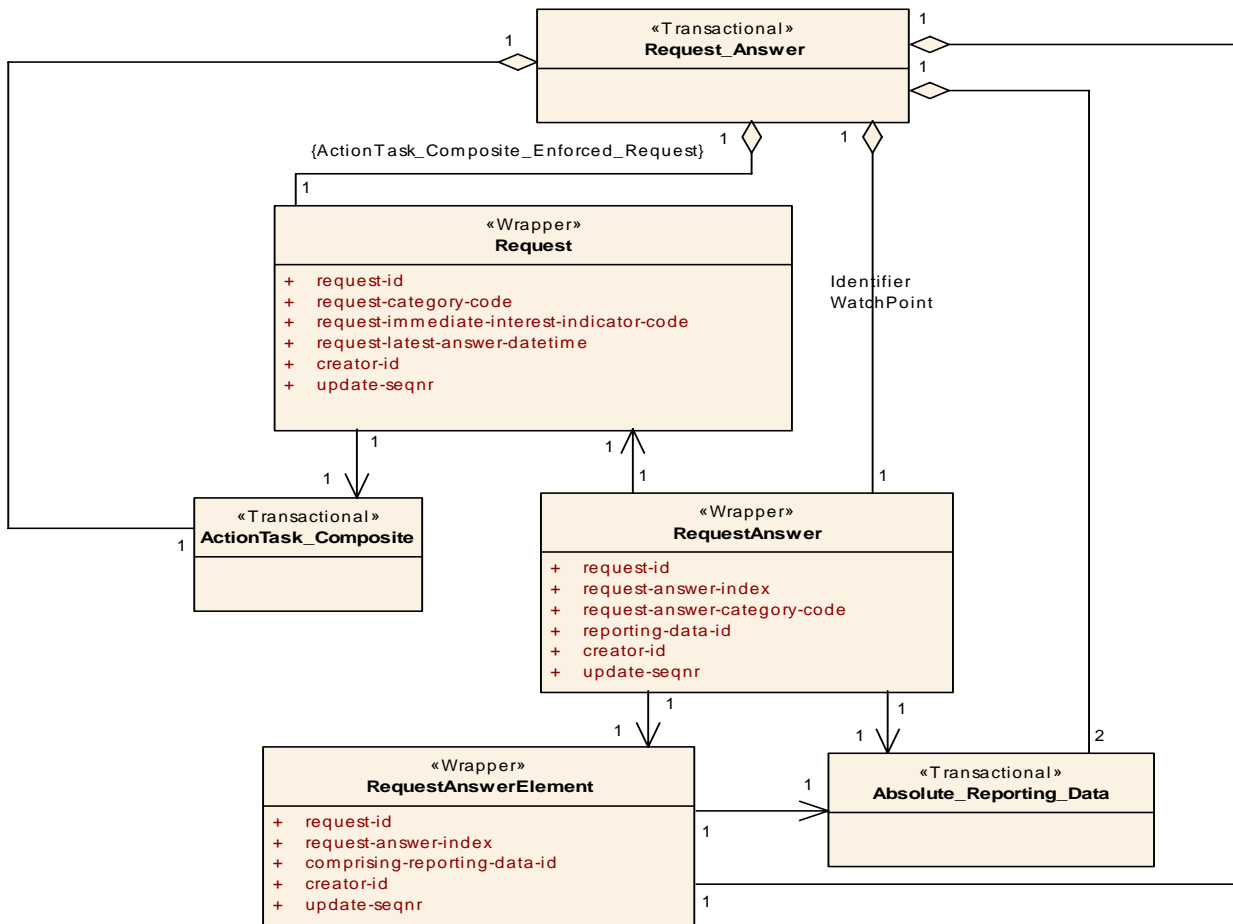 1
«Transactional»
Request_Answer
1
1
1
1
{ActionTask_Composite_Enforced_Request}
1
1
«Wrapper»
Request
+ request-id
+ request-category-code
+ request-immediate-interest-indicator-code
+ request-latest-answer-datetime
+ creator-id
+ update-seqnr
Identifier
WatchPoint
1
1
1
1
1
«Transactional»
ActionTask_Composite
1
«Wrapper»
RequestAnswer
+ request-id
+ request-answer-index
+ request-answer-category-code
+ reporting-data-id
+ creator-id
+ update-seqnr
1
1
1
1
2
«Wrapper»
RequestAnswerElement
+ request-id
+ request-answer-index
+ comprising-reporting-data-id
+ creator-id
+ update-seqnr
1
1
1
«Transactional»
Absolute_Reporting_Data